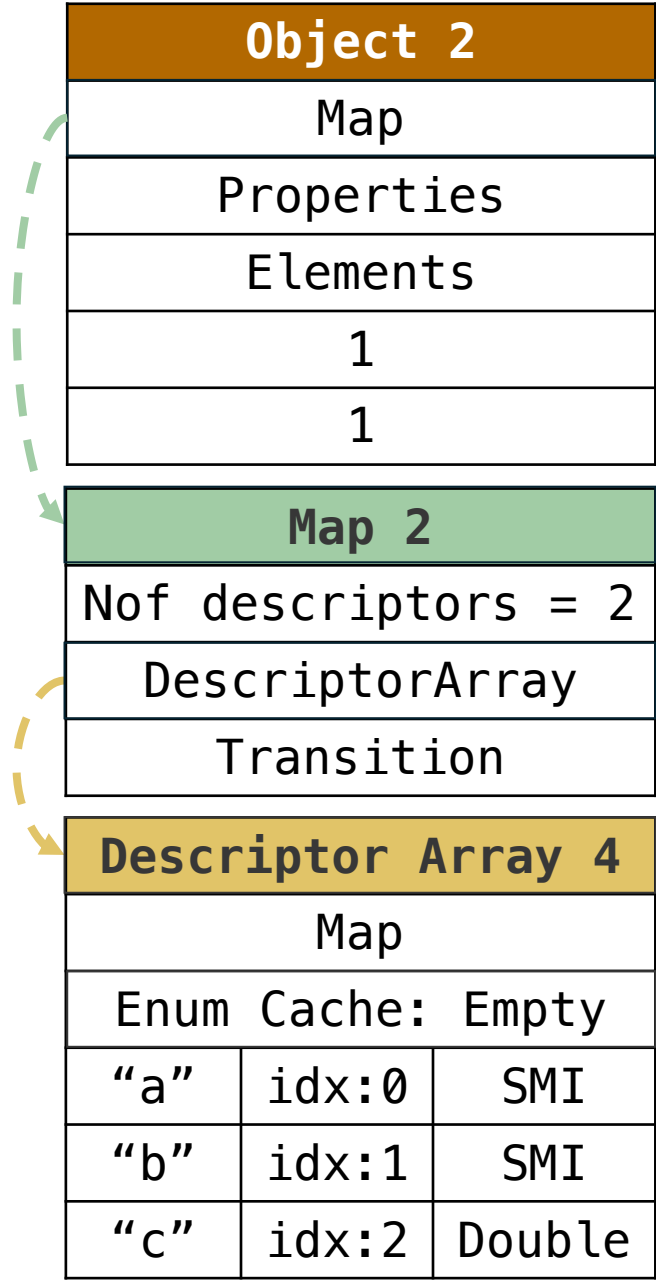 Object 2
Map
Properties
Elements
1
1
Map 2
Nof descriptors = 2
DescriptorArray
Transition
Descriptor Array 4
Map
Enum Cache: Empty
“a” idx:0 SMI
“b” idx:1 SMI
“c” idx:2 Double